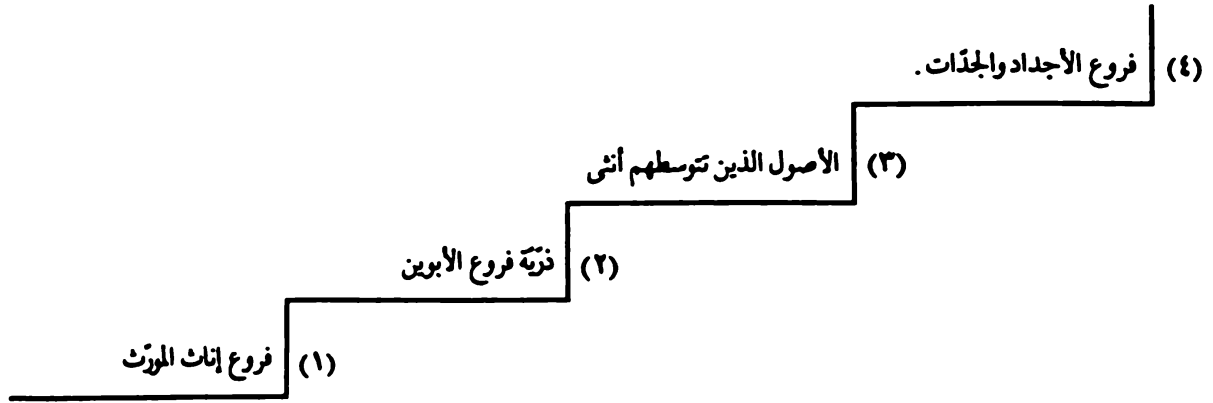 (٤) فروع الأجداد والجدّات .
(٣) الأصول الذين تتوسطهم أنثى
(٢) ذرّيّة فروع الأبوين
(١) فروع إناث المورّث